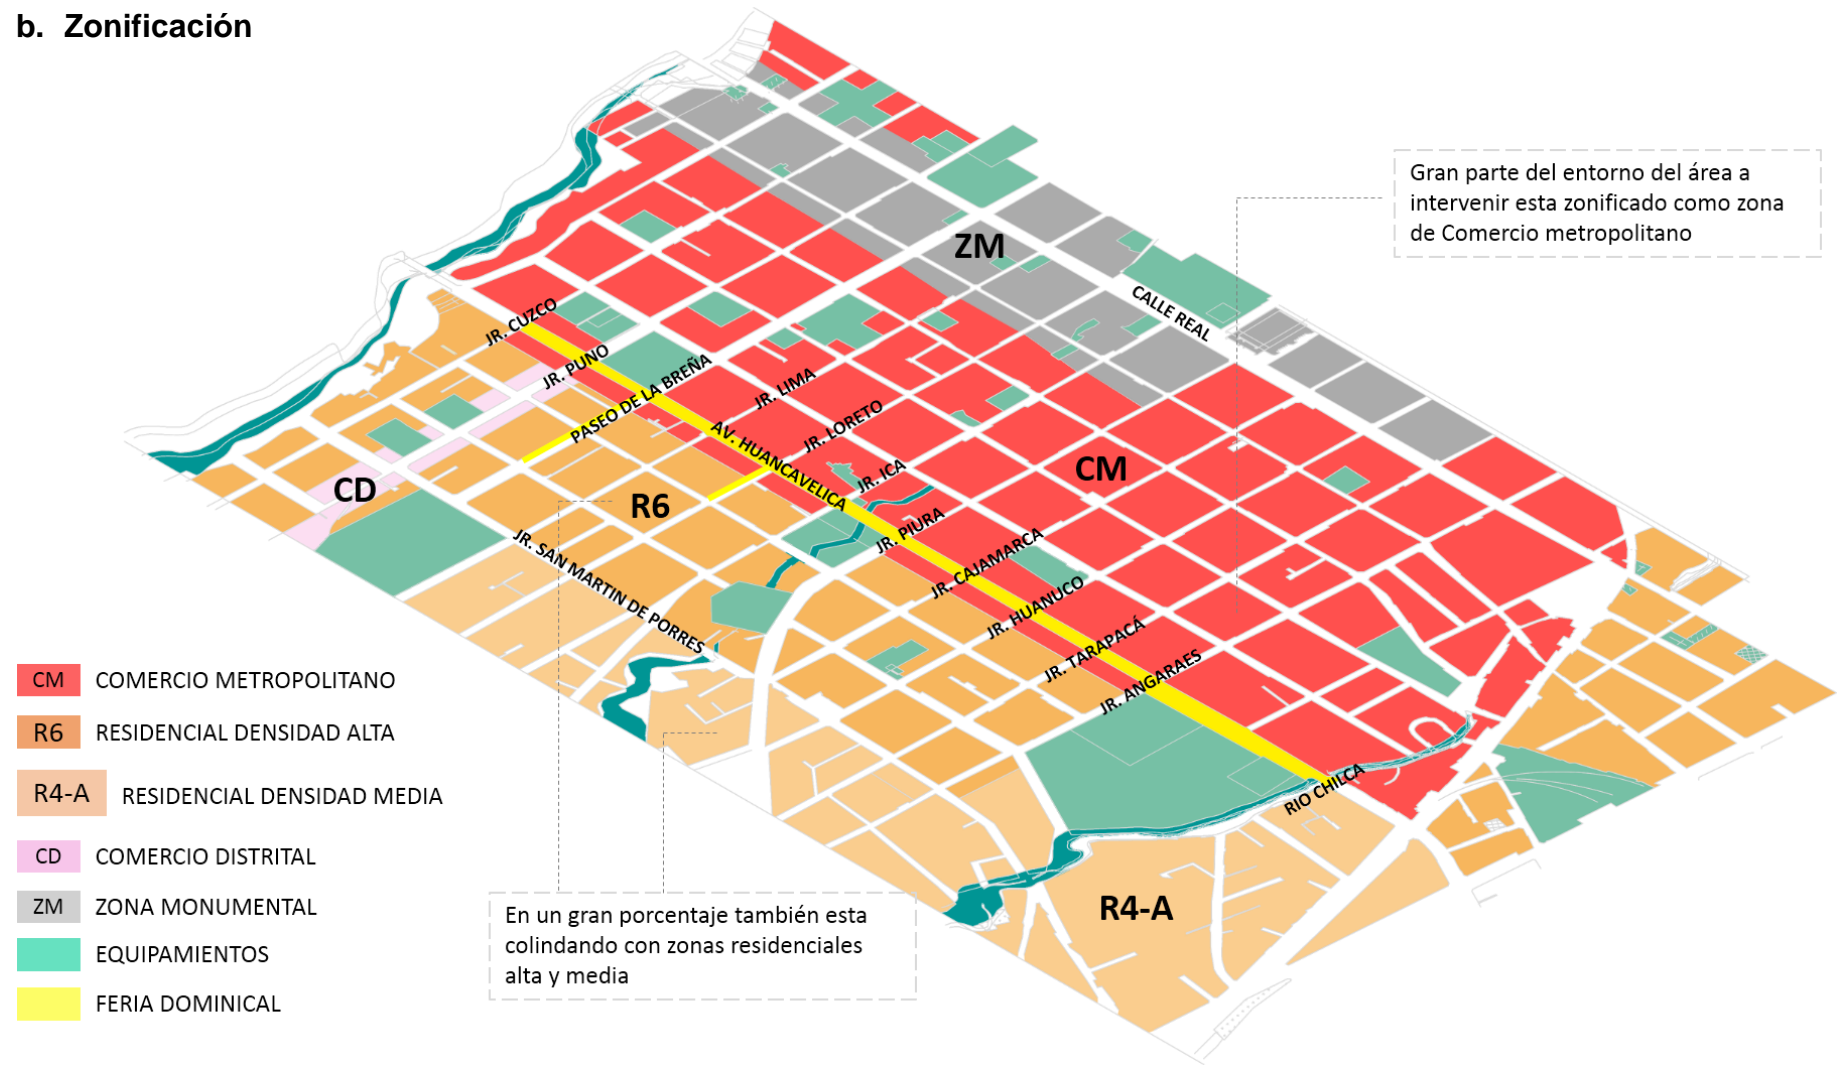 b. Zonificación
Gran parte del entorno del área a
intervenir esta zonificado como zona
de Comercio metropolitano
ZM
CALLE REAL
JR. CUZCO
JR. PUNO
PASEO DE LA BREÑA
JR. LIMA
JR. LORETO
AV. HUANCAVELICA
JR. ICA
CM
CD
R6
JR. PIURA
JR. CAJAMARCA
JR. SAN MARTIN DE PORRES
JR. HUANUCO
JR. TARAPACÁ
JR. ANGARAES
RIO CHILCA
R4-A
CM COMERCIO METROPOLITANO
R6 RESIDENCIAL DENSIDAD ALTA
R4-A RESIDENCIAL DENSIDAD MEDIA
CD COMERCIO DISTRITAL
ZM ZONA MONUMENTAL
EQUIPAMIENTOS
FERIA DOMINICAL
En un gran porcentaje también esta
colindando con zonas residenciales
alta y media